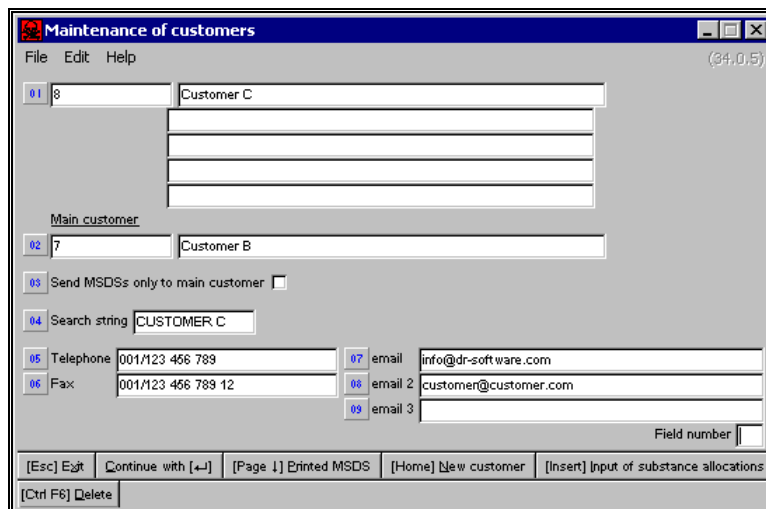 Maintenance of customers
File Edit Help (34,0,5)
01 8 Customer C
Main customer
02 7 Customer B
03 Send MSDSs only to main customer
04 Search string CUSTOMER C
05 Telephone 001/123 456 789 07 email info@dr-software.com
06 Fax 001/123 456 789 12 08 email 2 customer@customer.com
09 email 3
Field number
[Esc] Exit Continue with [↵] [Page ↓] Printed MSDS [Home] New customer [Insert] Input of substance allocations
[Ctrl F6] Delete